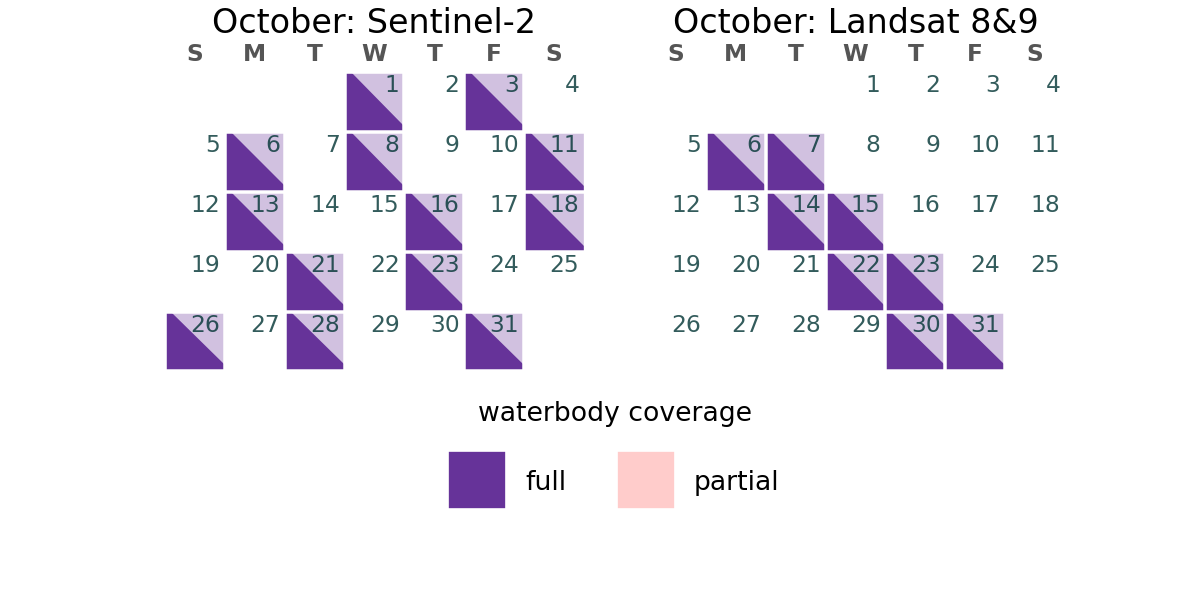 October: Sentinel-2
S M T W T F S
1 2 3 4
5 6 7 8 9 10 11
12 13 14 15 16 17 18
19 20 21 22 23 24 25
26 27 28 29 30 31
October: Landsat 8&9
S M T W T F S
1 2 3 4
5 6 7 8 9 10 11
12 13 14 15 16 17 18
19 20 21 22 23 24 25
26 27 28 29 30 31
waterbody coverage
full partial